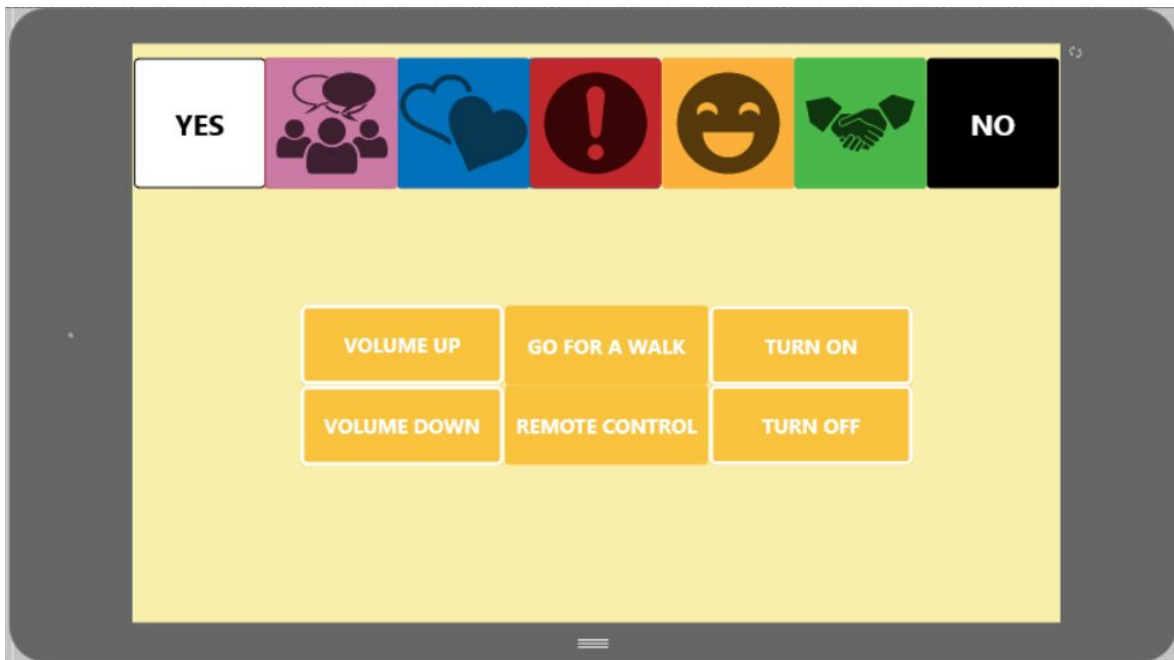 YES
NO
VOLUME UP
GO FOR A WALK
TURN ON
VOLUME DOWN
REMOTE CONTROL
TURN OFF